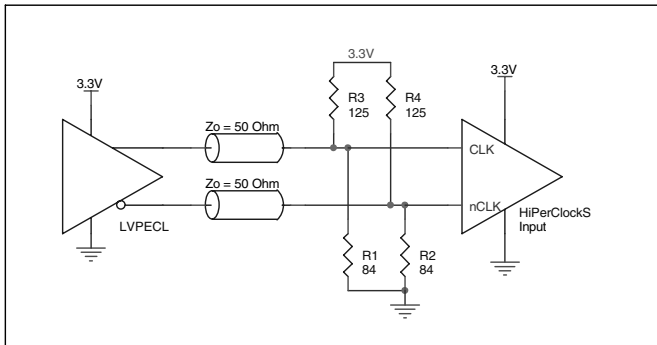 3.3V
3.3V
3.3V
R3
125
R4
125
Zo = 50 Ohm
CLK
Zo = 50 Ohm
nCLK
HiPerClockS
Input
LVPECL
R1
84
R2
84